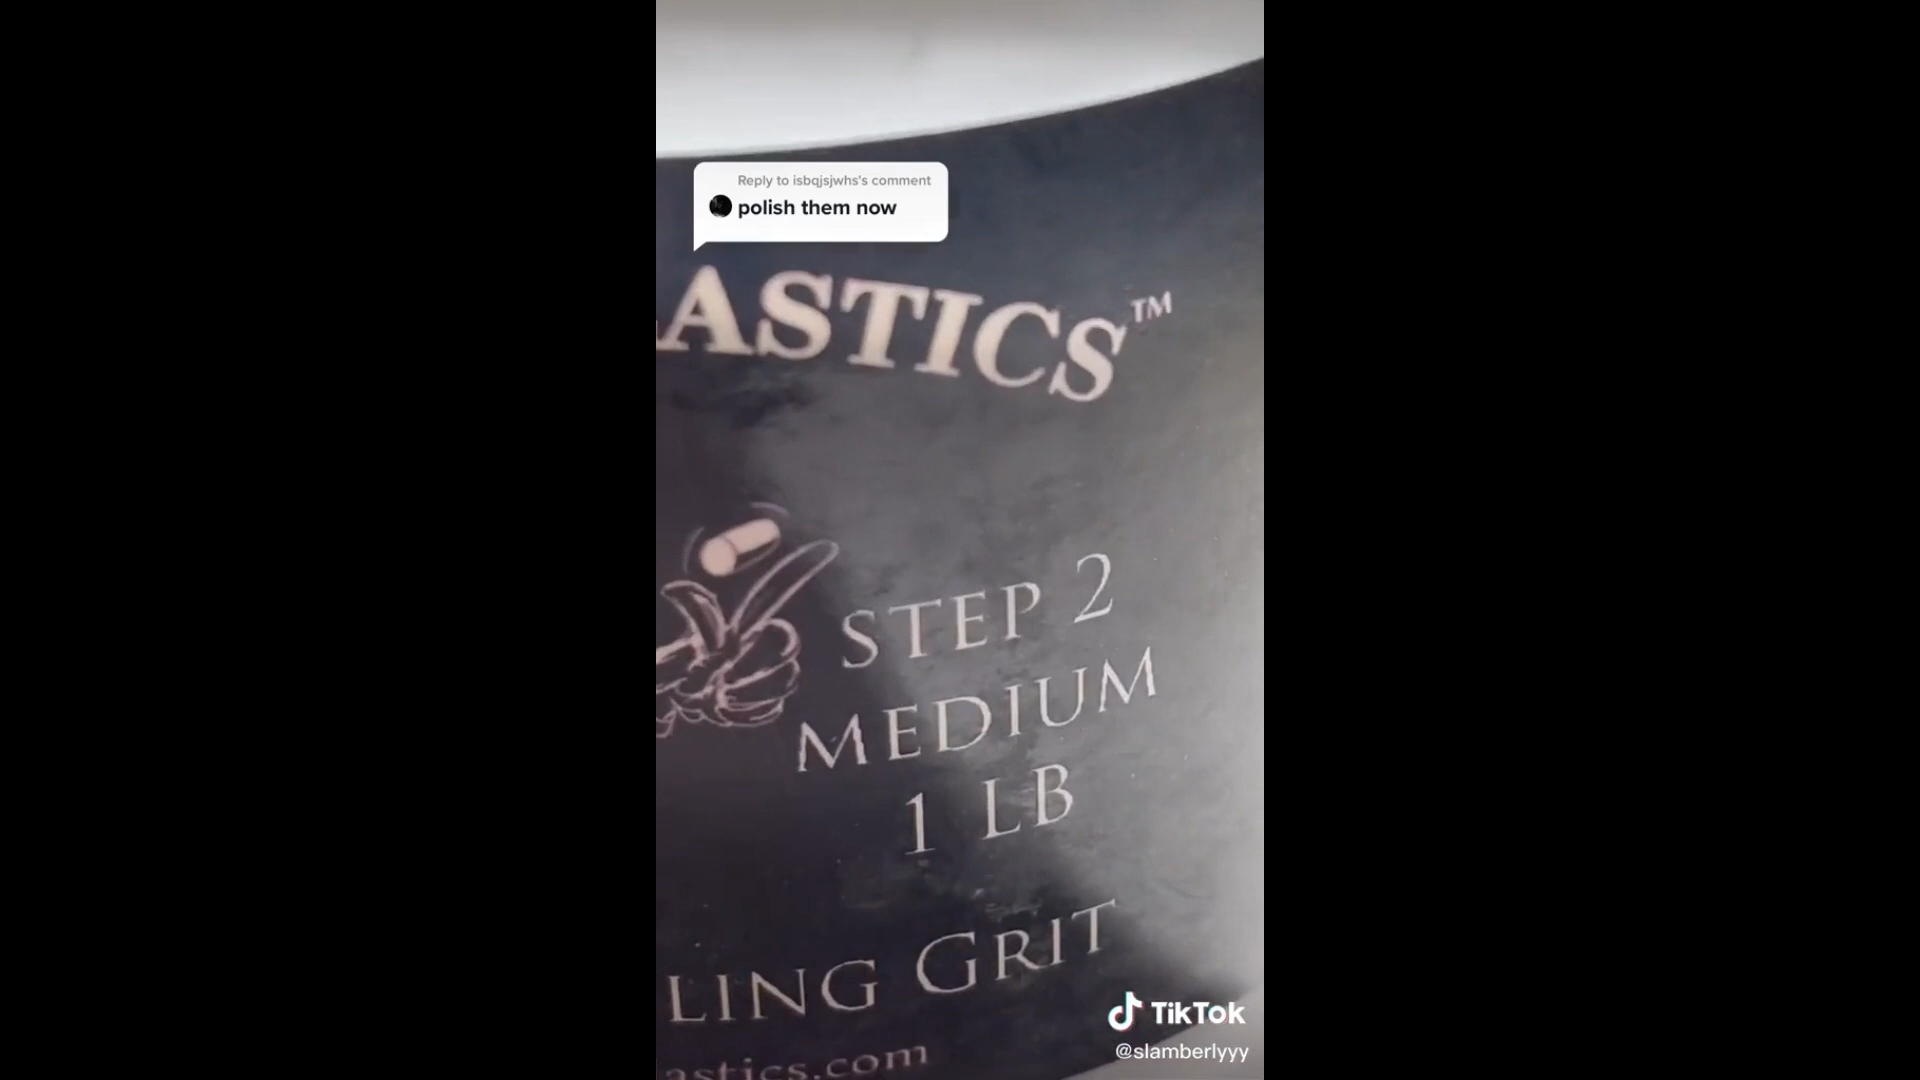 Reply to isbqjsjwhs's comment
polish them now
ASTICS™
STEP 2
MEDIUM
1 LB
LING GRIT
astics.com
TikTok
@slamberlyyy